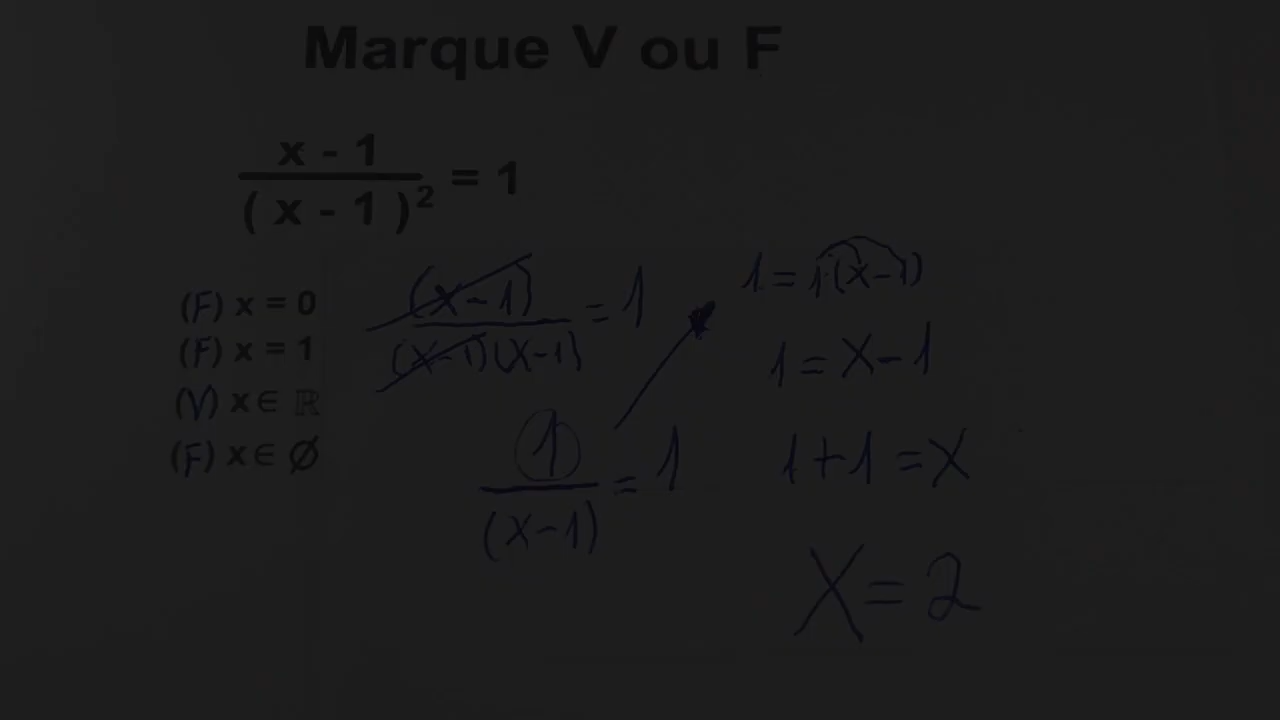 Marque V ou F
x - 1
= 1
( x - 1 )²
(F) x = 0
(F) x = 1
(V) x ∈ ℝ
(F) x ∈ Ø
(x-1)
= 1
(x-1)(x-1)
1
= 1
(x-1)
1 = 1(x-1)
1 = x-1
1+1 = x
x = 2